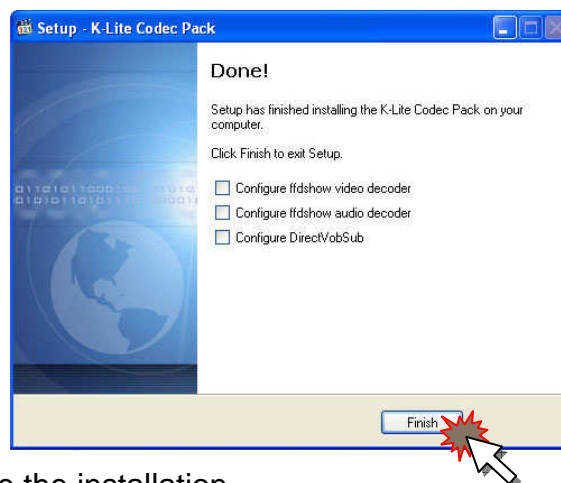 Setup - K-Lite Codec Pack
Done!
Setup has finished installing the K-Lite Codec Pack on your
computer.
Click Finish to exit Setup.
Configure ffdshow video decoder
Configure ffdshow audio decoder
Configure DirectVobSub
Finish
the installation